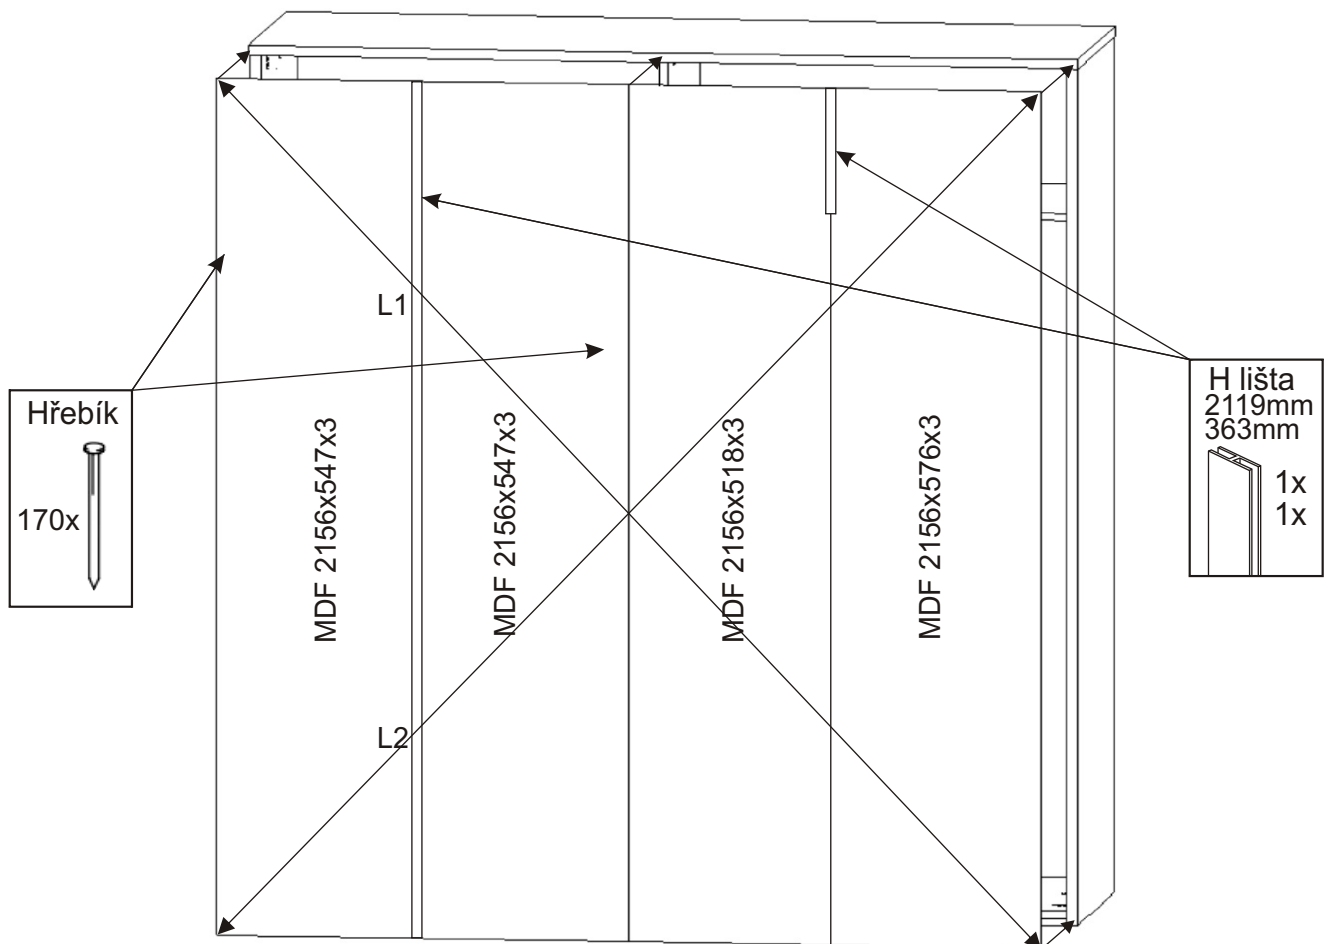 L1
Hřebík
170x
MDF 2156x547x3
MDF 2156x547x3
MDF 2156x518x3
MDF 2156x576x3
H lišta
2119mm
363mm
1x
1x
L2